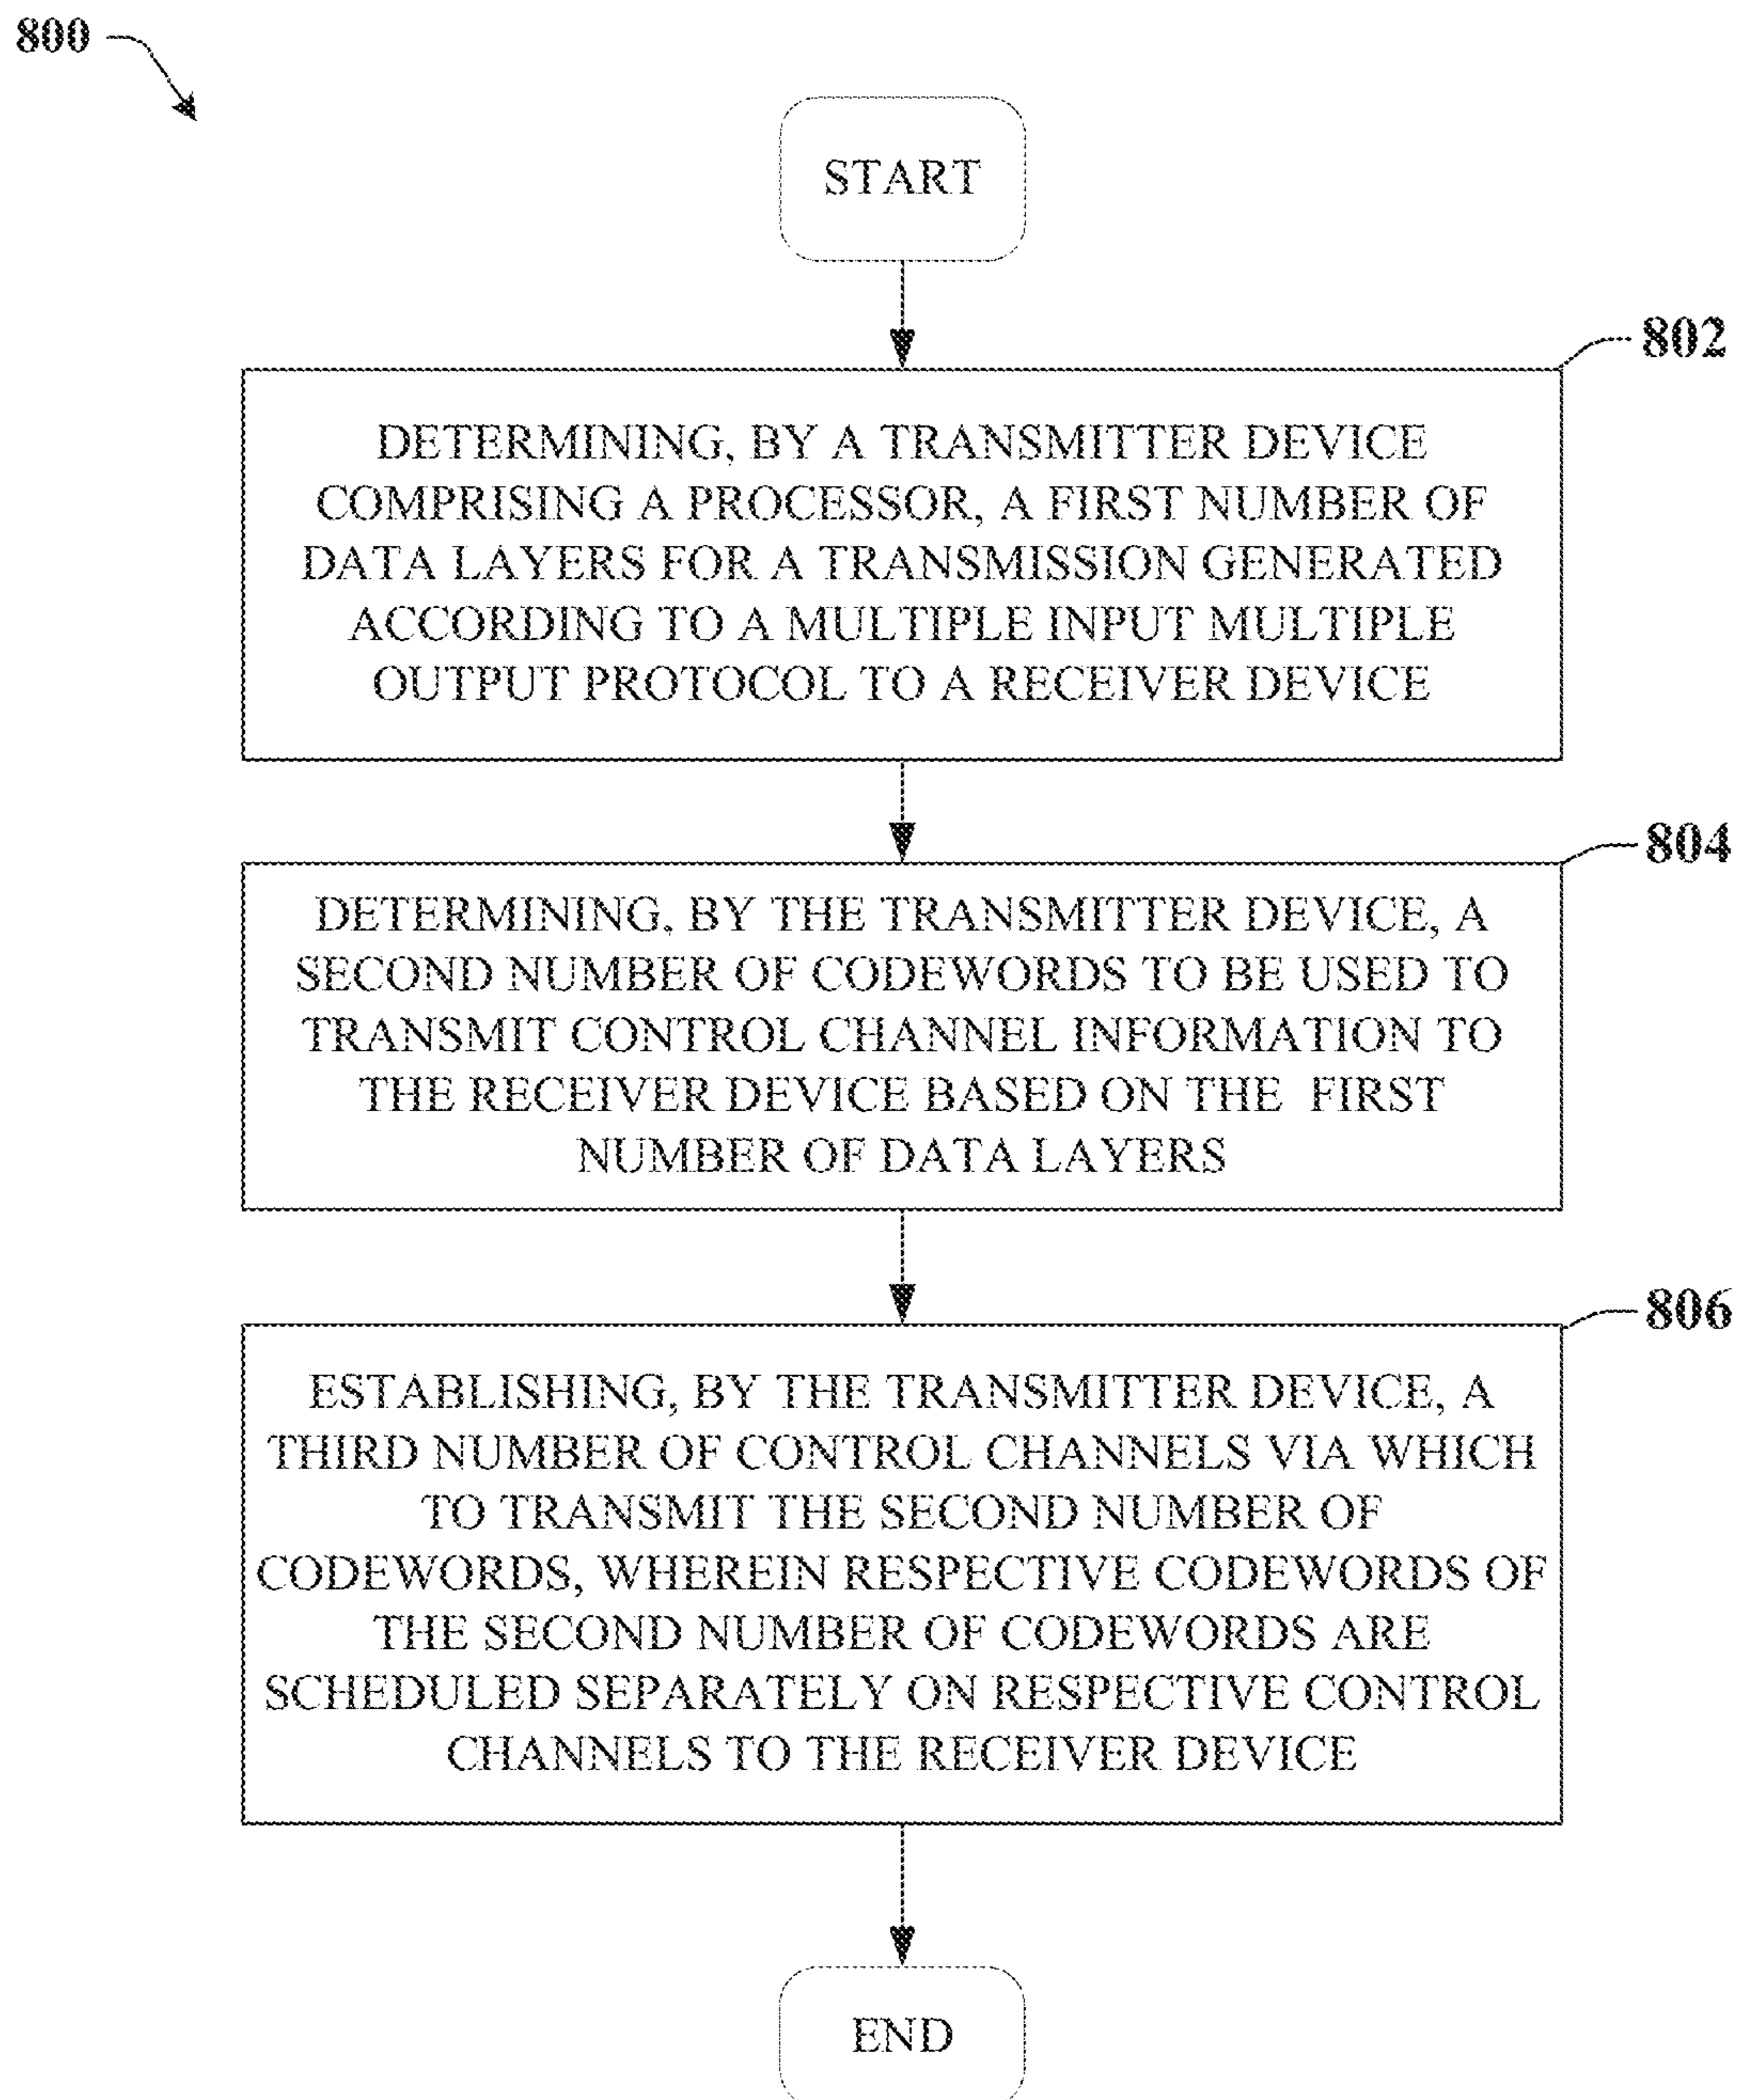 800
START
802
DETERMINING, BY A TRANSMITTER DEVICE
COMPRISING A PROCESSOR, A FIRST NUMBER OF
DATA LAYERS FOR A TRANSMISSION GENERATED
ACCORDING TO A MULTIPLE INPUT MULTIPLE
OUTPUT PROTOCOL TO A RECEIVER DEVICE
804
DETERMINING, BY THE TRANSMITTER DEVICE, A
SECOND NUMBER OF CODEWORDS TO BE USED TO
TRANSMIT CONTROL CHANNEL INFORMATION TO
THE RECEIVER DEVICE BASED ON THE FIRST
NUMBER OF DATA LAYERS
806
ESTABLISHING, BY THE TRANSMITTER DEVICE, A
THIRD NUMBER OF CONTROL CHANNELS VIA WHICH
TO TRANSMIT THE SECOND NUMBER OF
CODEWORDS, WHEREIN RESPECTIVE CODEWORDS OF
THE SECOND NUMBER OF CODEWORDS ARE
SCHEDULED SEPARATELY ON RESPECTIVE CONTROL
CHANNELS TO THE RECEIVER DEVICE
END